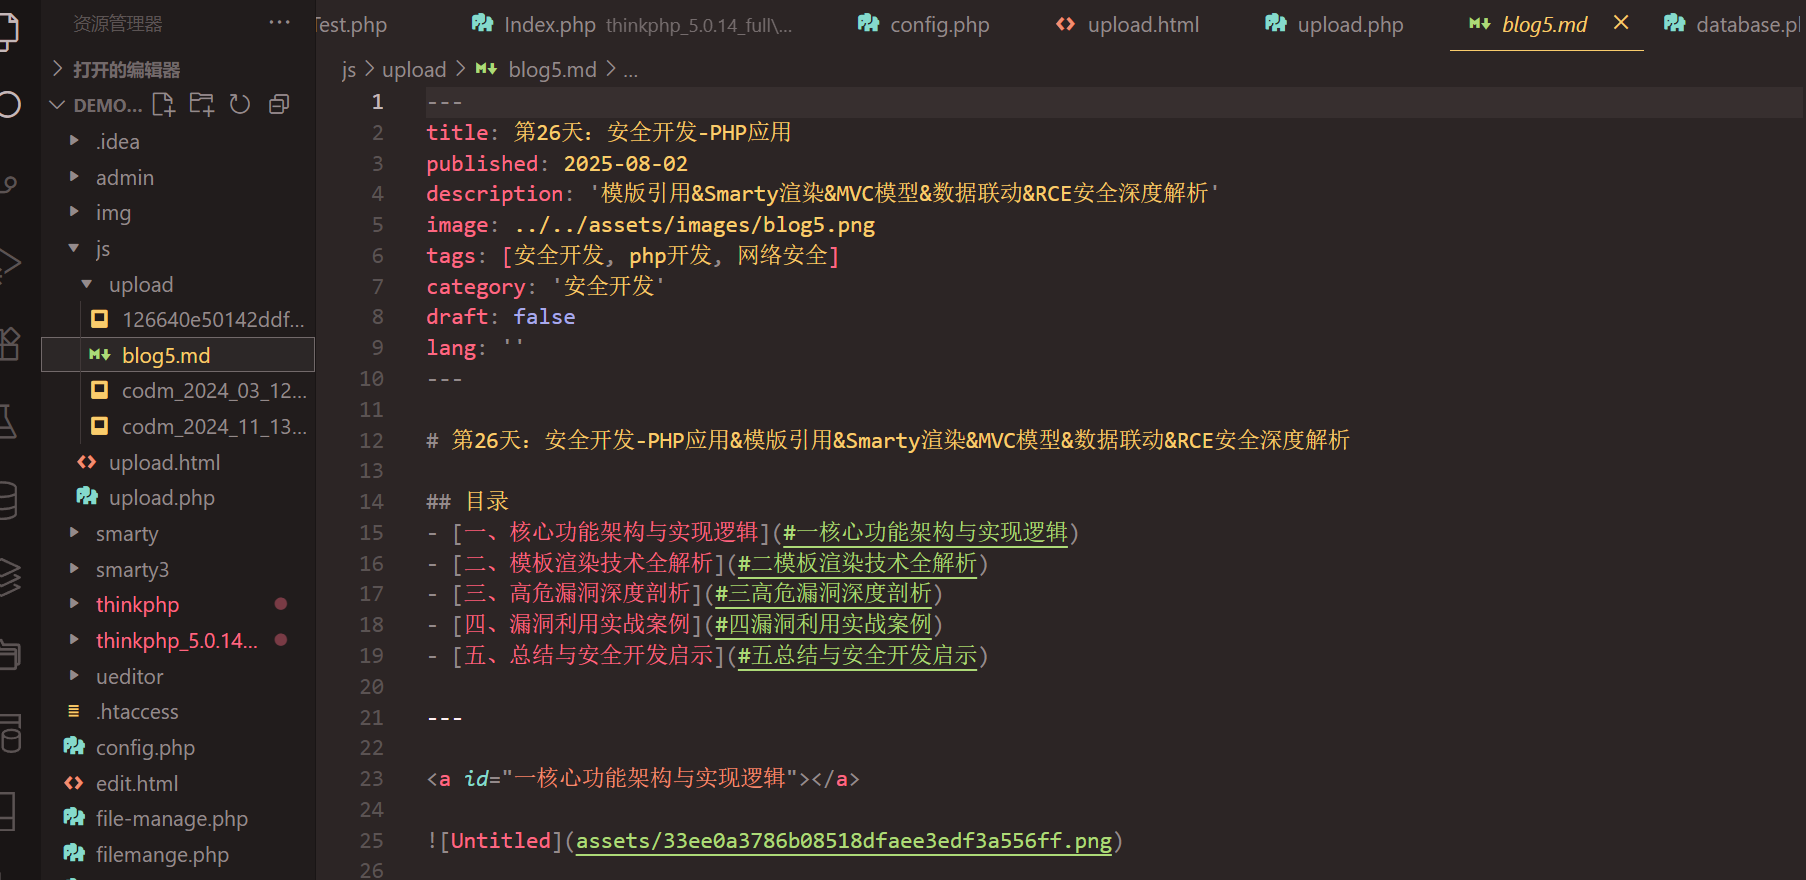 资源管理器 ···
打开的编辑器
DEMO...
.idea
admin
img
js
upload
126640e50142ddf...
blog5.md
codm_2024_03_12...
codm_2024_11_13...
upload.html
upload.php
smarty
smarty3
thinkphp
thinkphp_5.0.14...
ueditor
.htaccess
config.php
edit.html
file-manage.php
filemange.php
Test.php Index.php thinkphp_5.0.14_full\... config.php upload.html upload.php blog5.md database.pl
js > upload > blog5.md > ...
1 ---
2 title: 第26天：安全开发-PHP应用
3 published: 2025-08-02
4 description: '模版引用&Smarty渲染&MVC模型&数据联动&RCE安全深度解析'
5 image: ../../assets/images/blog5.png
6 tags: [安全开发, php开发, 网络安全]
7 category: '安全开发'
8 draft: false
9 lang: ''
10 ---
11
12 # 第26天：安全开发-PHP应用&模版引用&Smarty渲染&MVC模型&数据联动&RCE安全深度解析
13
14 ## 目录
15 - [一、核心功能架构与实现逻辑](#一核心功能架构与实现逻辑)
16 - [二、模板渲染技术全解析](#二模板渲染技术全解析)
17 - [三、高危漏洞深度剖析](#三高危漏洞深度剖析)
18 - [四、漏洞利用实战案例](#四漏洞利用实战案例)
19 - [五、总结与安全开发启示](#五总结与安全开发启示)
20
21 ---
22
23 <a id="一核心功能架构与实现逻辑"></a>
24
25 ![Untitled](assets/33ee0a3786b08518dfaee3edf3a556ff.png)
26